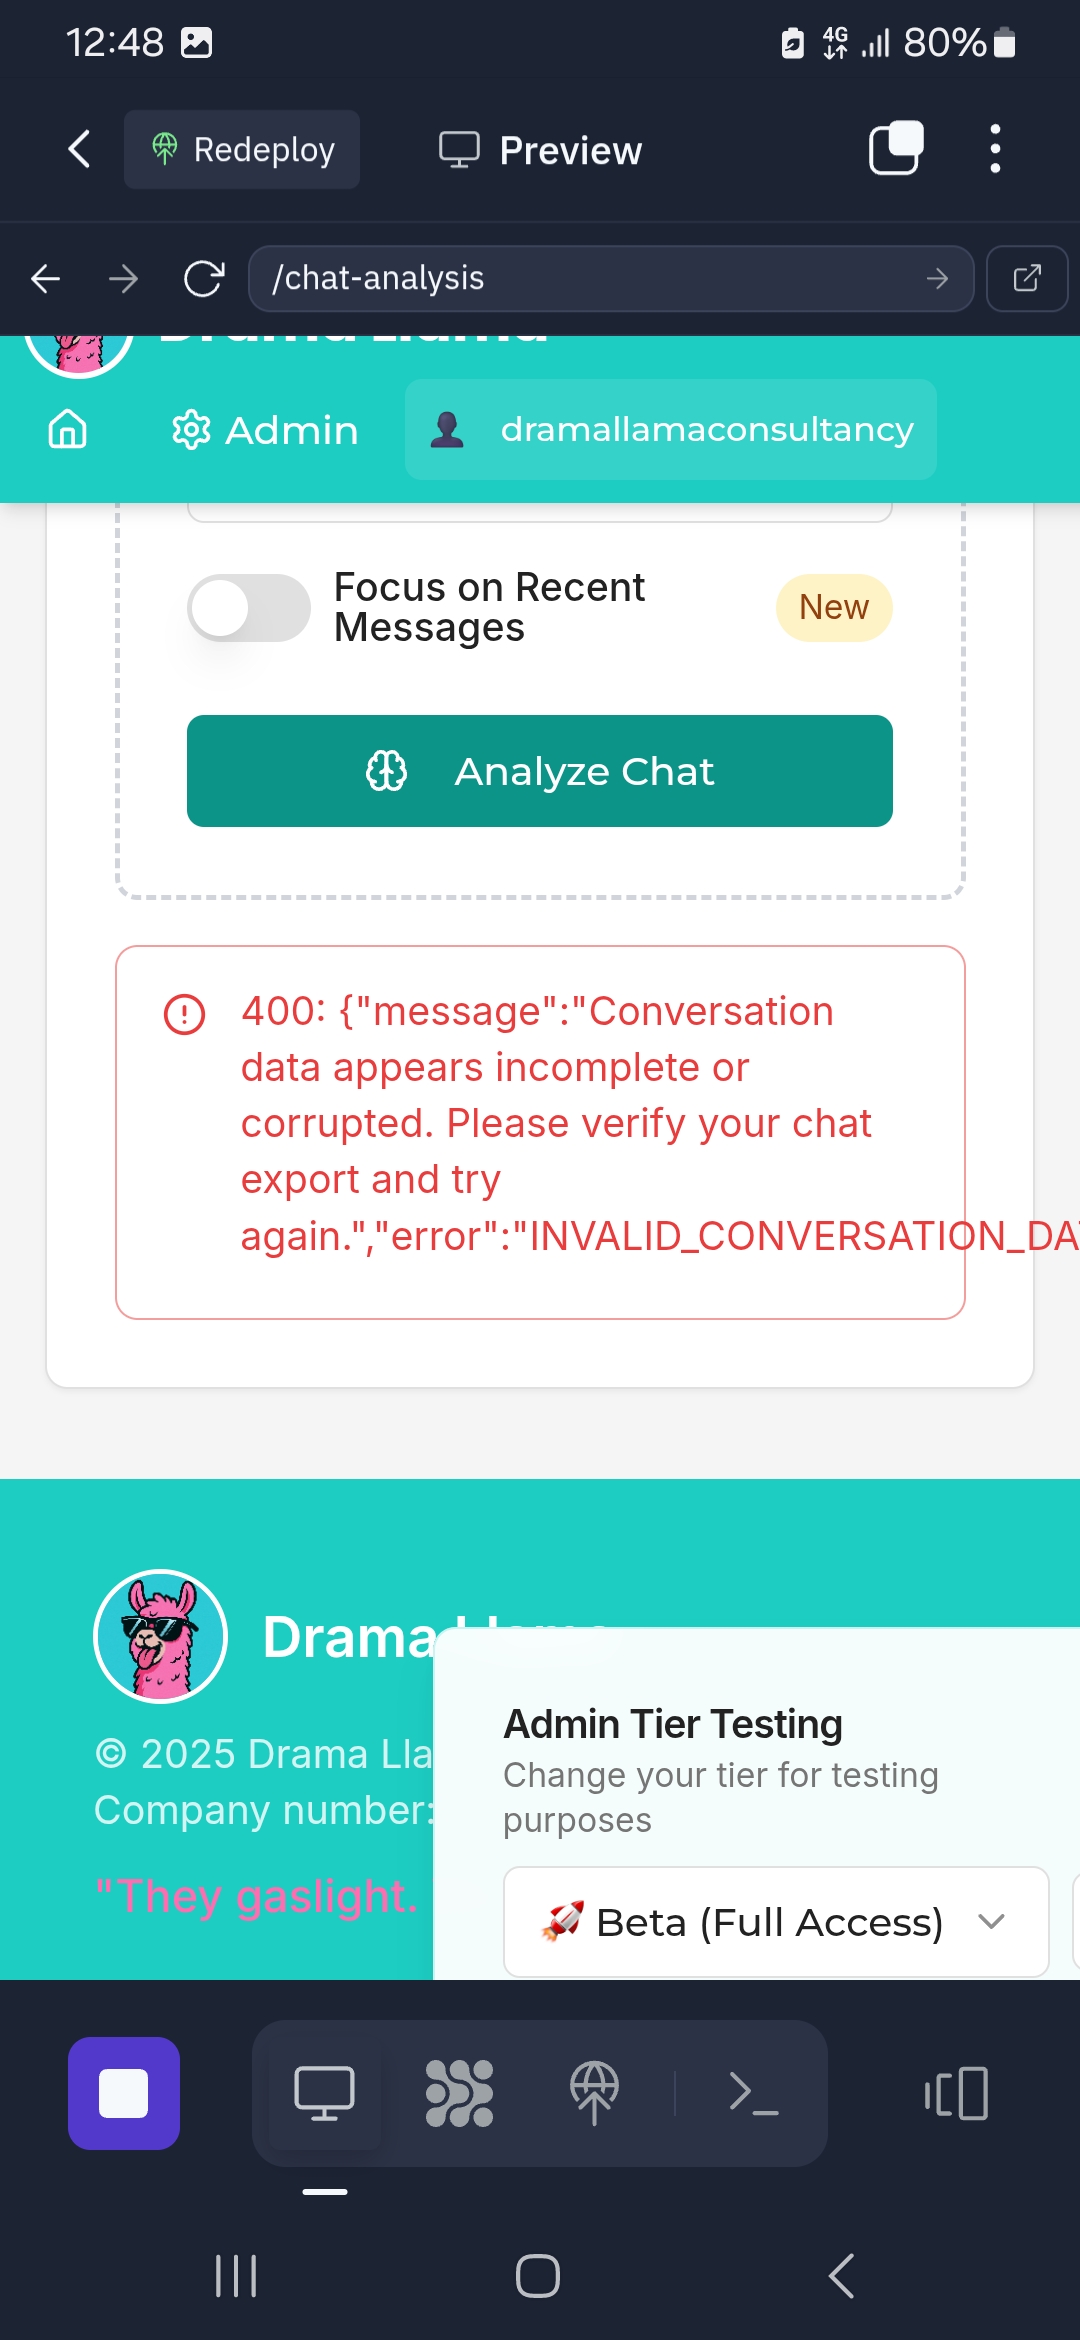 12:48
4G
80%
Redeploy
Preview
/chat-analysis
Drama Llama
Admin
dramallamaconsultancy
Focus on Recent
Messages
New
Analyze Chat
400: {"message":"Conversation
data appears incomplete or
corrupted. Please verify your chat
export and try
again.","error":"INVALID_CONVERSATION_DA
Drama
© 2025 Drama Lla
Company number:
"They gaslight.
Admin Tier Testing
Change your tier for testing
purposes
🚀 Beta (Full Access)